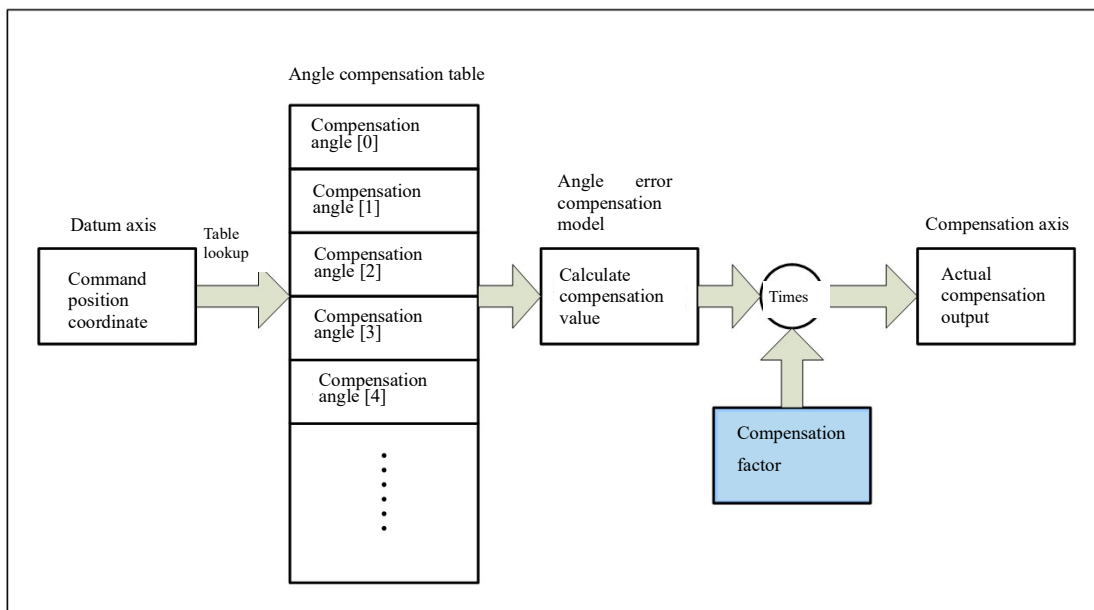 Angle compensation table
Compensation
angle [0]
Compensation
angle [1]
Compensation
angle [2]
Compensation
angle [3]
Compensation
angle [4]
Datum axis
Command
position
coordinate
Table
lookup
Angle error
compensation
model
Calculate
compensation
value
Times
Compensation
factor
Compensation axis
Actual
compensation
output